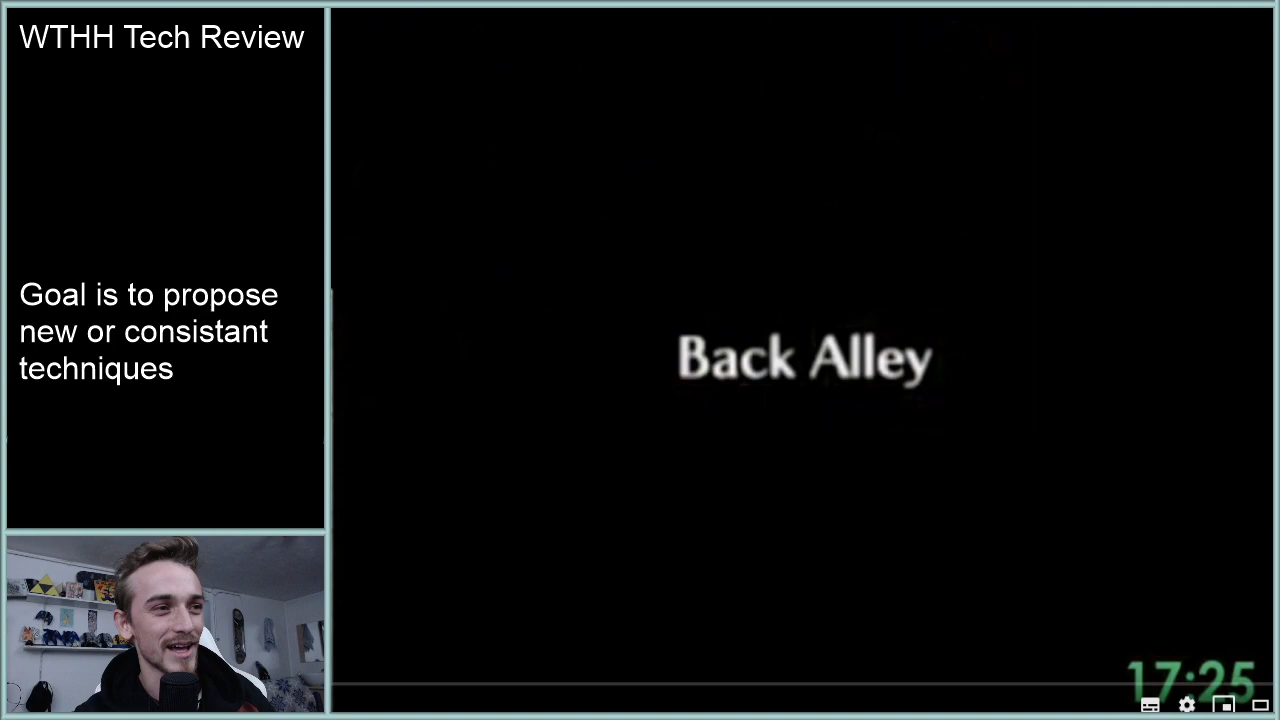 WTHH Tech Review
Goal is to propose
new or consistant
techniques
Back Alley
17:25